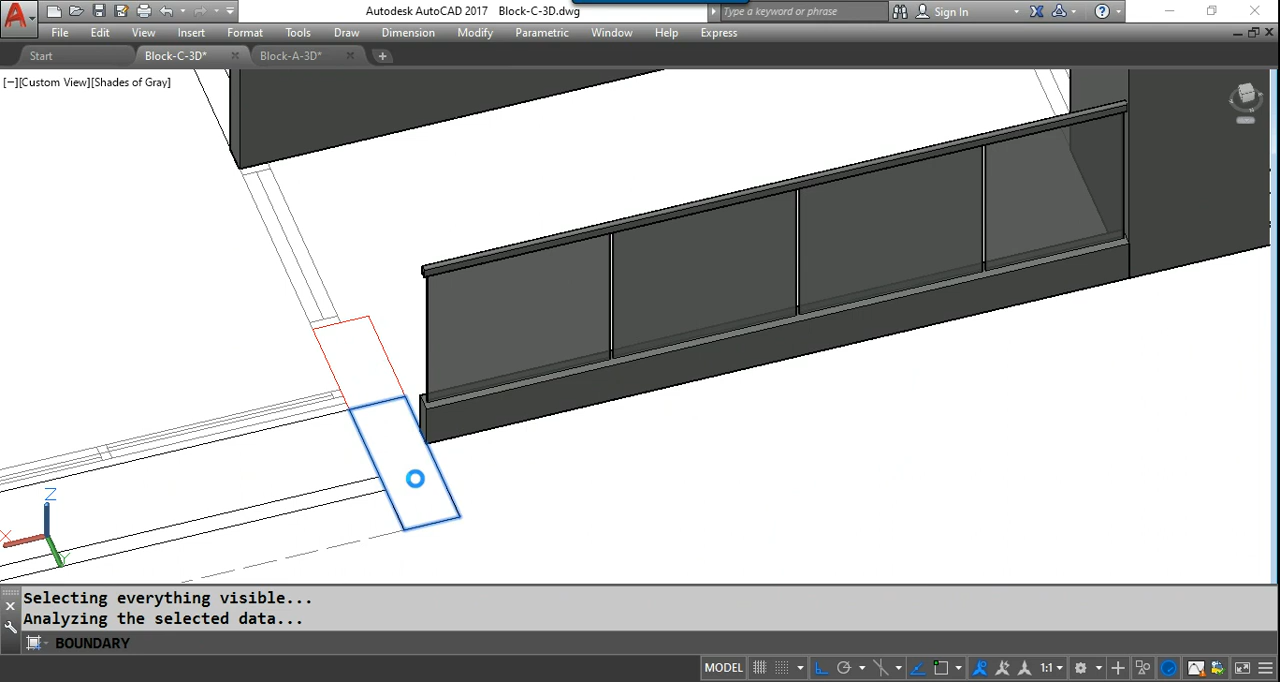 Autodesk AutoCAD 2017 Block-C-3D.dwg
Type a keyword or phrase
Sign In
File Edit View Insert Format Tools Draw Dimension Modify Parametric Window Help Express
Start Block-C-3D* Block-A-3D*
[−][Custom View][Shades of Gray]
Z
X
Y
Selecting everything visible...
Analyzing the selected data...
BOUNDARY
MODEL 1:1